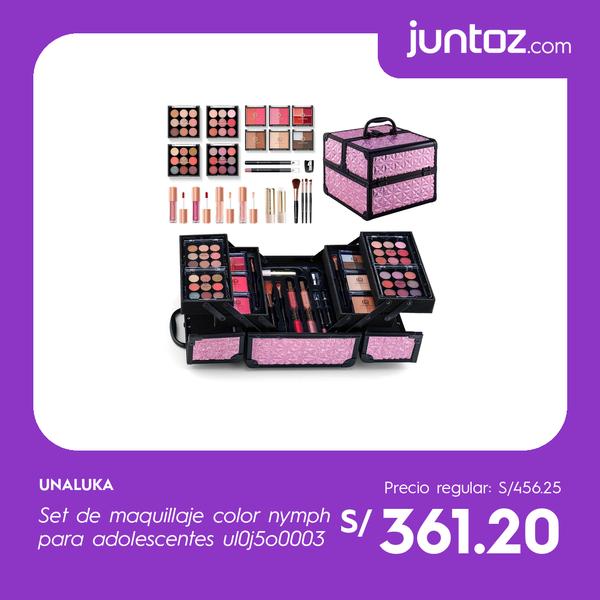 juntoz.com
UNALUKA
Precio regular: S/456.25
Set de maquillaje color nymph
para adolescentes ul0j5o0003
S/ 361.20